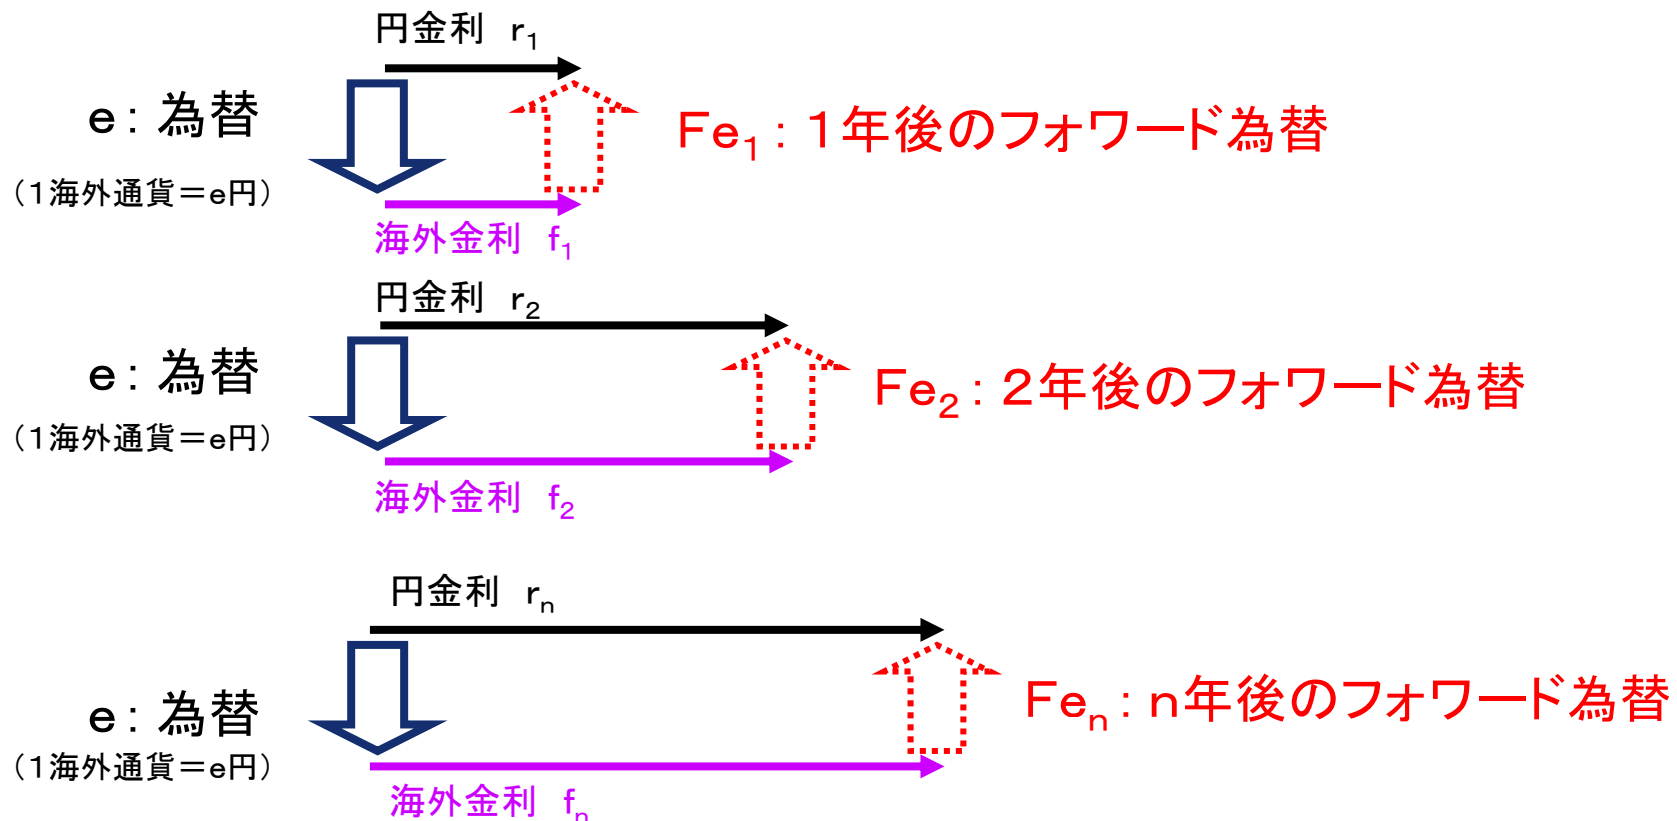 円金利 r₁
e：為替
Fe₁：１年後のフォワード為替
（１海外通貨＝e円）
海外金利 f₁
円金利 r₂
e：為替
Fe₂：２年後のフォワード為替
（１海外通貨＝e円）
海外金利 f₂
円金利 rₙ
e：為替
Feₙ：ｎ年後のフォワード為替
（１海外通貨＝e円）
海外金利 fₙ